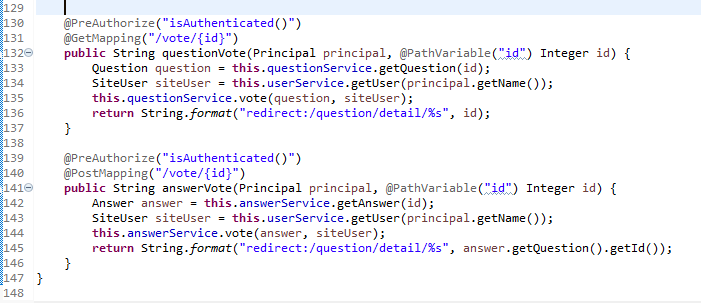 129
130 @PreAuthorize("isAuthenticated()")
131 @GetMapping("/vote/{id}")
132 public String questionVote(Principal principal, @PathVariable("id") Integer id) {
133 Question question = this.questionService.getQuestion(id);
134 SiteUser siteUser = this.userService.getUser(principal.getName());
135 this.questionService.vote(question, siteUser);
136 return String.format("redirect:/question/detail/%s", id);
137 }
138
139 @PreAuthorize("isAuthenticated()")
140 @PostMapping("/vote/{id}")
141 public String answerVote(Principal principal, @PathVariable("id") Integer id) {
142 Answer answer = this.answerService.getAnswer(id);
143 SiteUser siteUser = this.userService.getUser(principal.getName());
144 this.answerService.vote(answer, siteUser);
145 return String.format("redirect:/question/detail/%s", answer.getQuestion().getId());
146 }
147 }
148